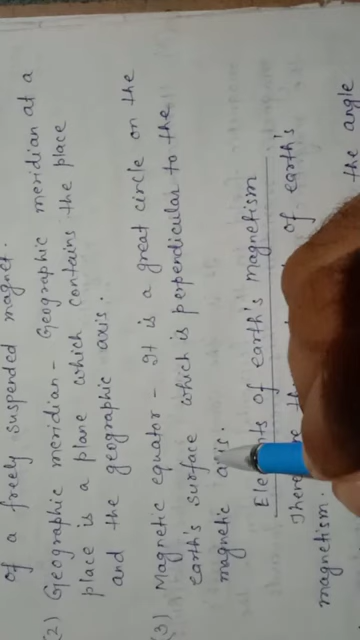 of a freely suspended magnet.
(2) Geographic meridian - Geographic meridian at a
place is a plane which contains the place
and the geographic axis.
(3) Magnetic equator - It is a great circle on the
earth's surface which is perpendicular to the
magnetic axis.
of earth's magnetism
of earth's
magnetism.
the angle